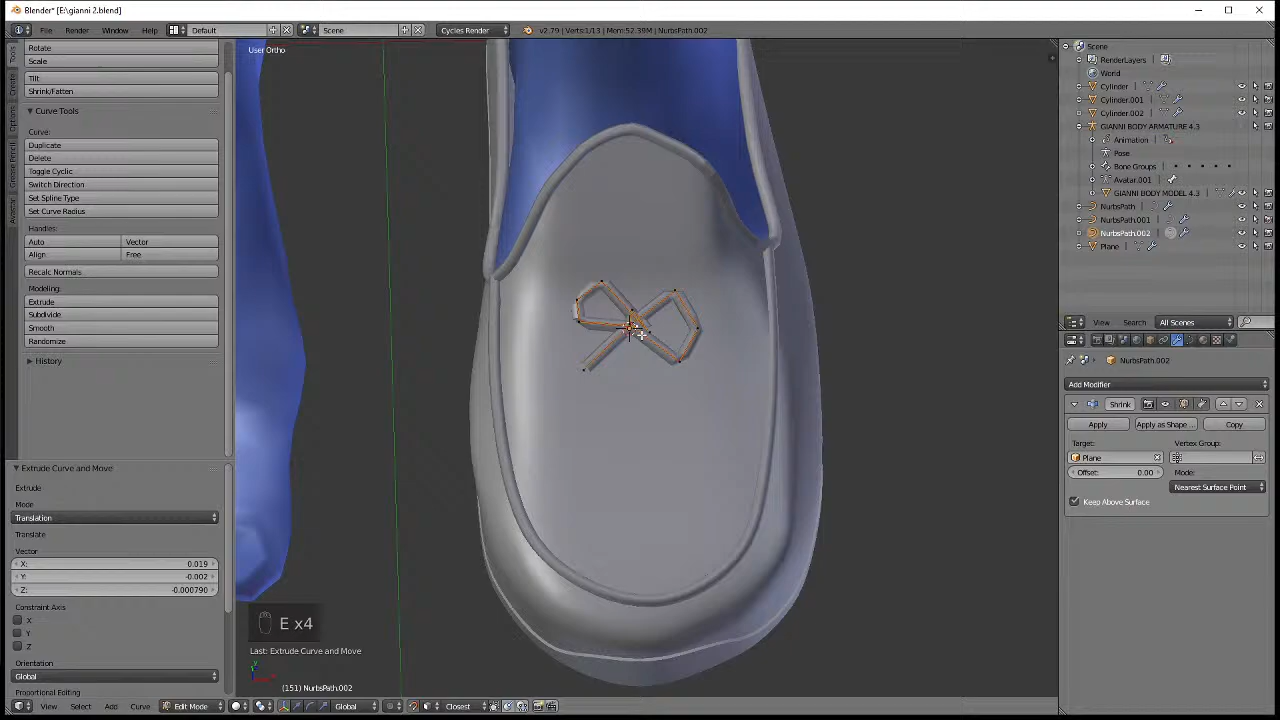 Blender* [E:\gianni 2.blend]
File Render Window Help Default Scene Cycles Render v2.79 | Verts:1/13 | Mem:52.39M | NurbsPath.002
Rotate
Scale
Tilt
Shrink/Fatten
Curve Tools
Curve:
Duplicate
Delete
Toggle Cyclic
Switch Direction
Set Spline Type
Set Curve Radius
Handles:
Auto Vector
Align Free
Recalc Normals
Modeling:
Extrude
Subdivide
Smooth
Randomize
History
Tools
Create
Options
Grease Pencil
Avastar
Extrude Curve and Move
Extrude
Mode
Translation
Translate
Vector
X: 0.019
Y: -0.002
Z: -0.000790
Constraint Axis
X
Y
Z
Orientation
Global
Proportional Editing
User Ortho
E x4
Last: Extrude Curve and Move
(151) NurbsPath.002
View Select Add Curve Edit Mode Global Closest
Scene
RenderLayers
World
Cylinder
Cylinder.001
Cylinder.002
GIANNI BODY ARMATURE 4.3
Animation
Pose
Bone Groups
Avatar.001
GIANNI BODY MODEL 4.3
NurbsPath
NurbsPath.001
NurbsPath.002
Plane
View Search All Scenes
NurbsPath.002
Add Modifier
Shrink
Apply Apply as Shape... Copy
Target: Vertex Group:
Plane
Offset: 0.00 Mode:
Nearest Surface Point
Keep Above Surface